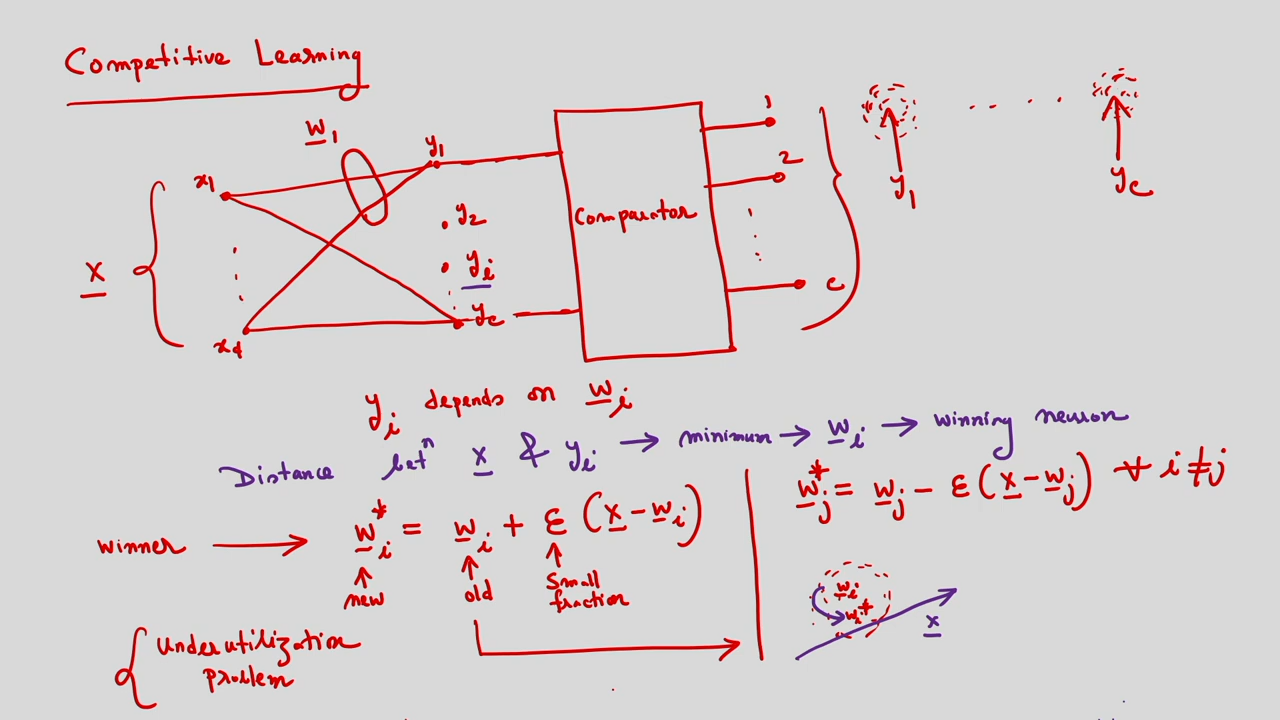 Competitive Learning
w1
x1
y1
y2
yi
yc
xd
x
Comparator
1
2
c
y1 . . . . yc
yi depends on wi
Distance betⁿ x & yi → minimum → wi → winning neuron
winner → wi* = wi + ε (x - wi)
new
old
small fraction
wj* = wj - ε (x - wj) ∀ i ≠ j
wi
wi*
x
Underutilization
problem